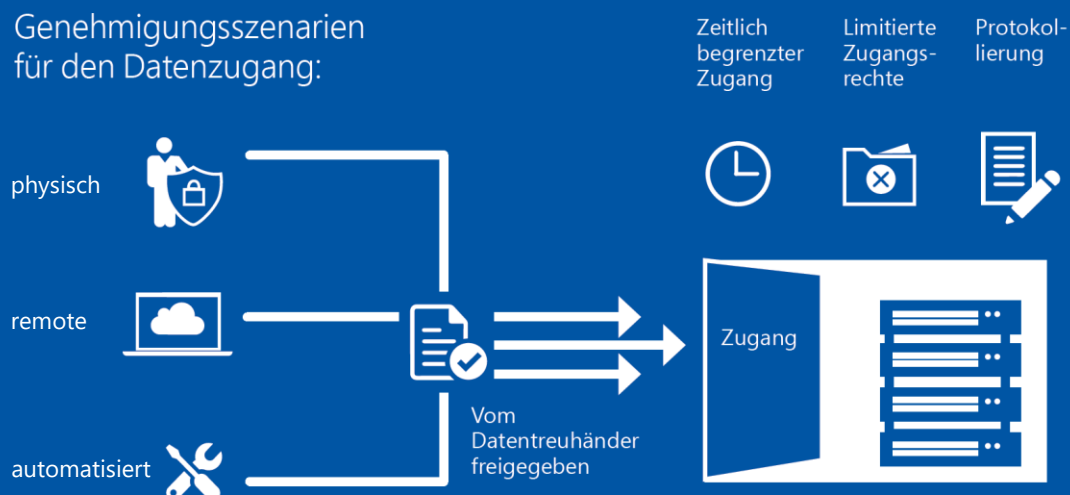 Genehmigungsszenarien
für den Datenzugang:
Zeitlich
begrenzter
Zugang
Limitierte
Zugangs-
rechte
Protokol-
lierung
physisch
remote
automatisiert
Vom
Datentreuhänder
freigegeben
Zugang